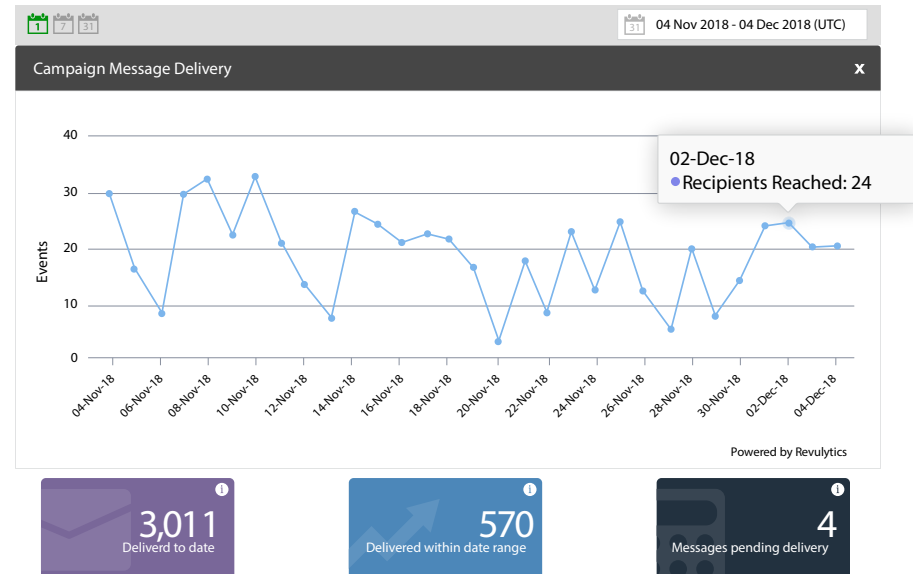 1 7 31
31 04 Nov 2018 - 04 Dec 2018 (UTC)
Campaign Message Delivery x
40
30
20
10
0
Events
02-Dec-18
Recipients Reached: 24
04-Nov-18 06-Nov-18 08-Nov-18 10-Nov-18 12-Nov-18 14-Nov-18 16-Nov-18 18-Nov-18 20-Nov-18 22-Nov-18 24-Nov-18 26-Nov-18 28-Nov-18 30-Nov-18 02-Dec-18 04-Dec-18
Powered by Revulytics
i
3,011
Deliverd to date
i
570
Delivered within date range
i
4
Messages pending delivery